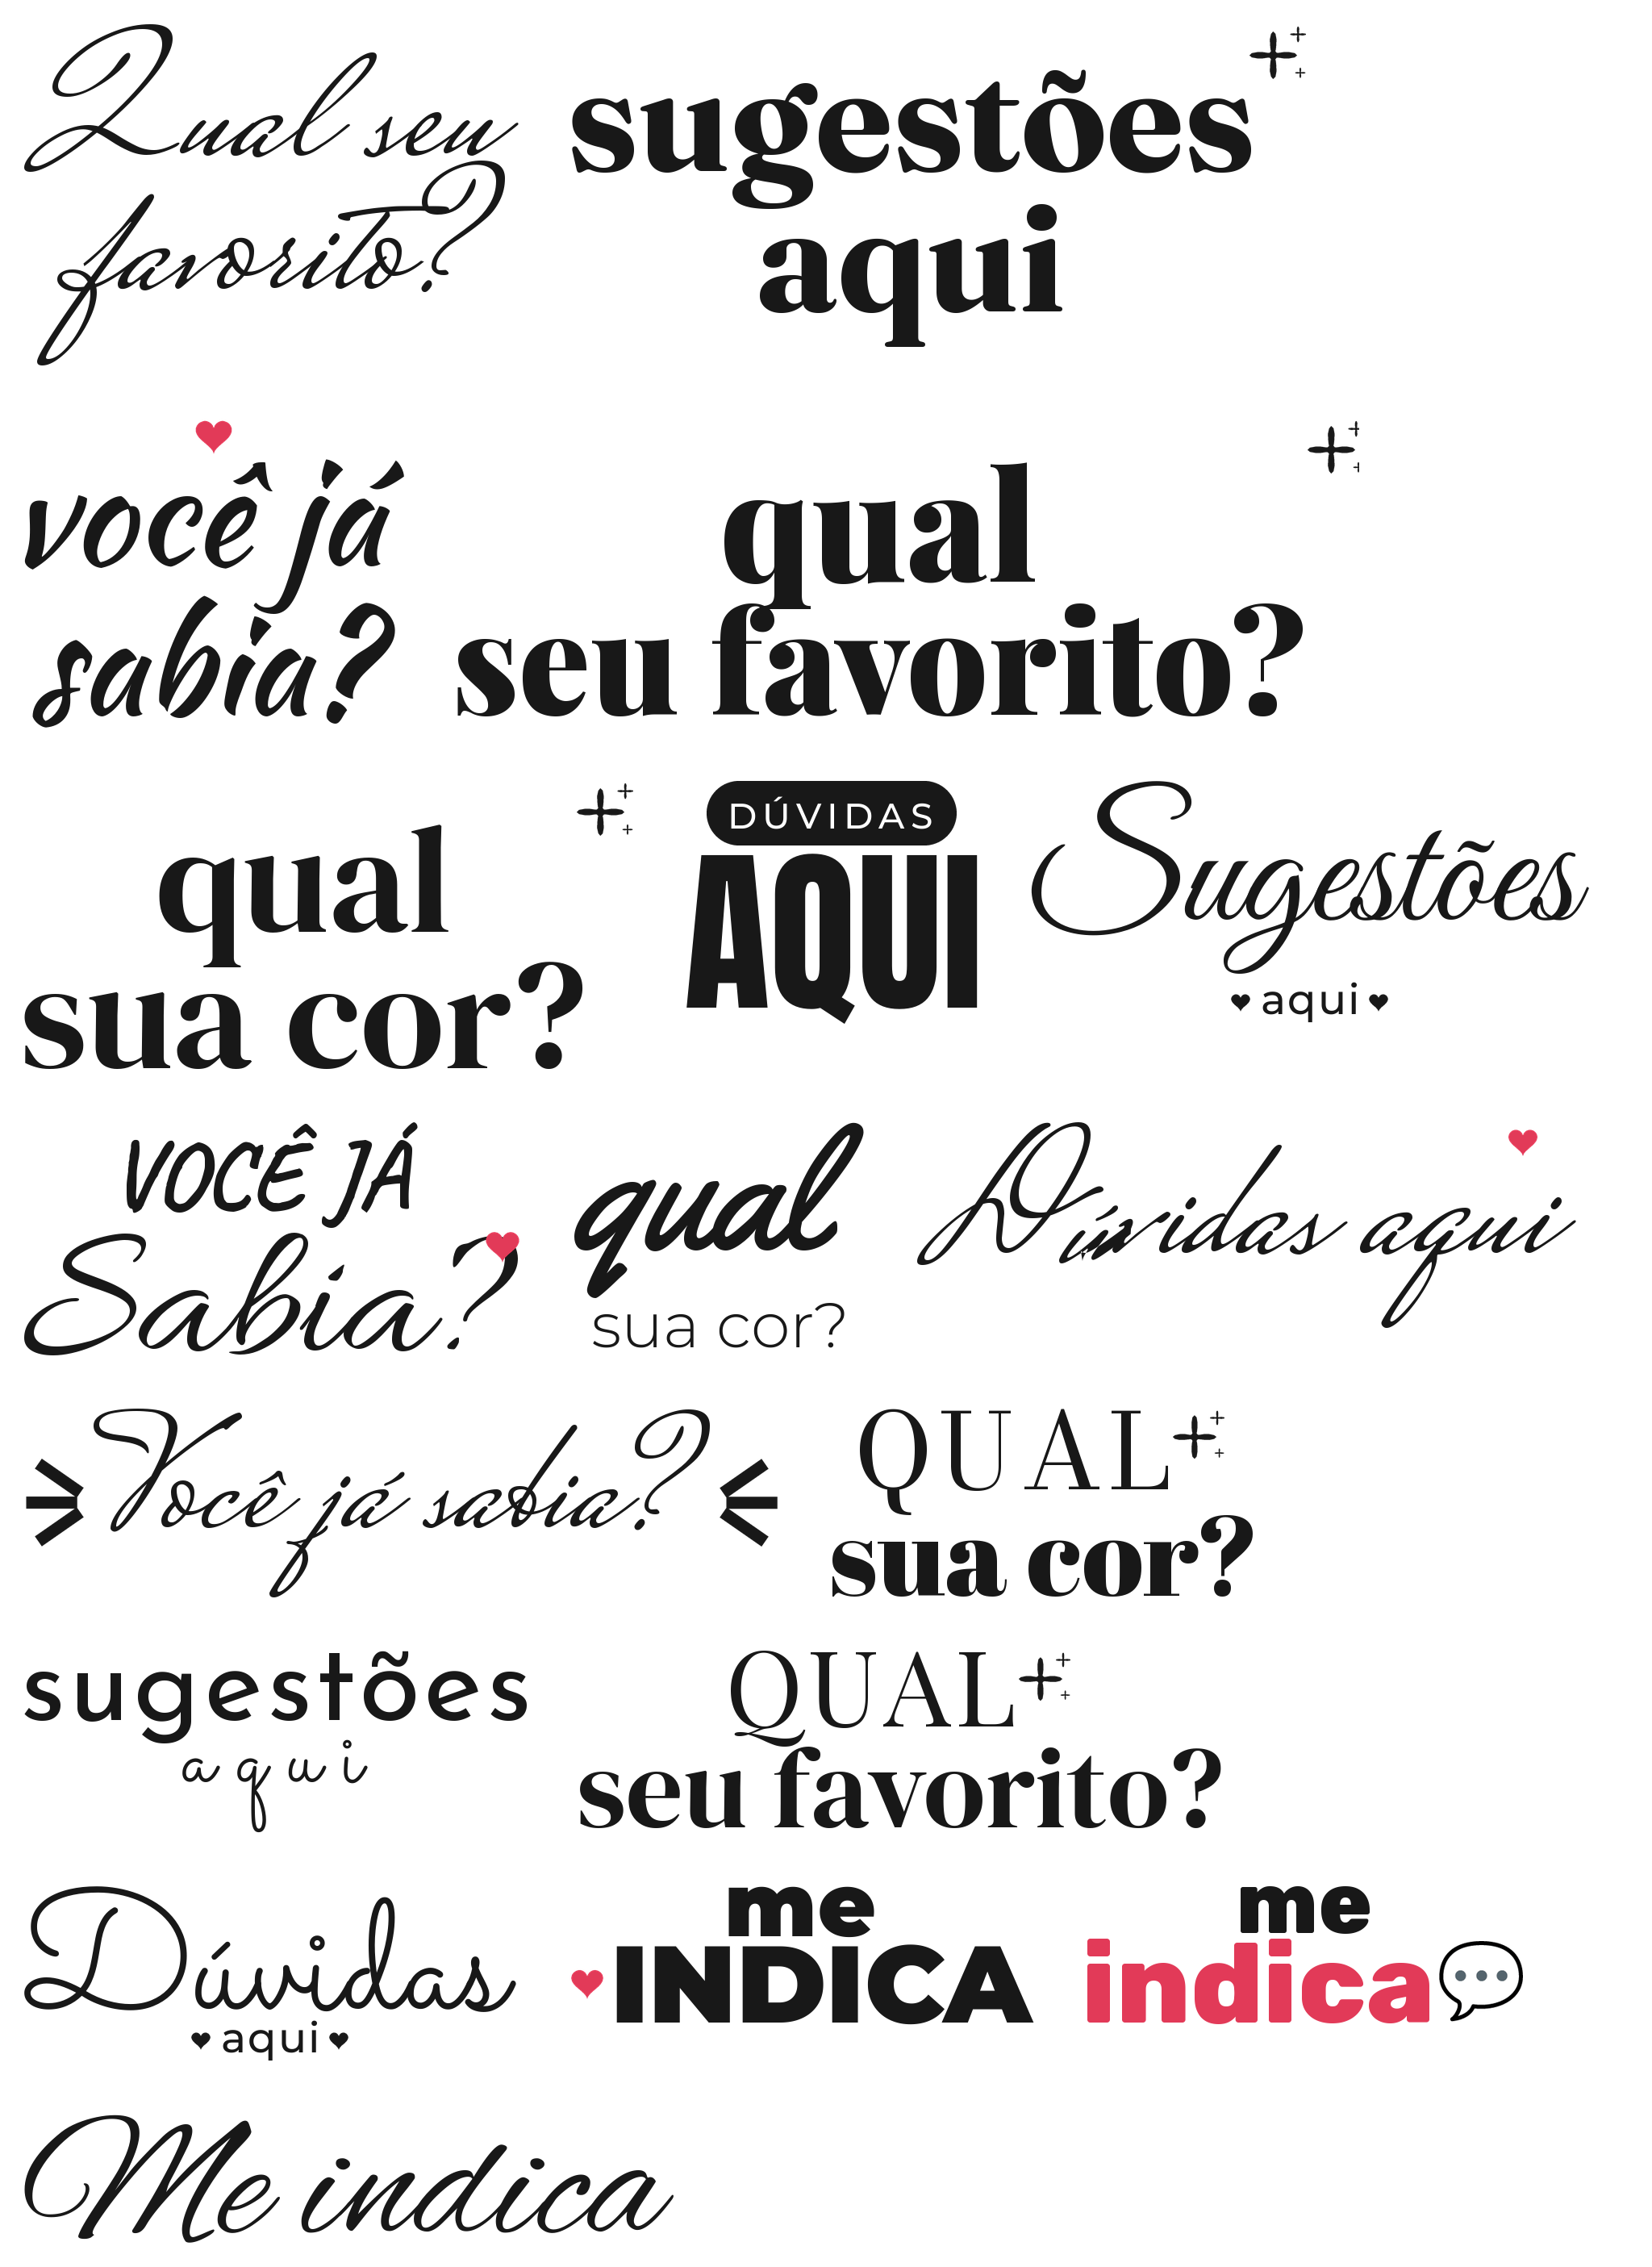 Qual seu
favorito?
sugestões
aqui
você já
sabia?
qual
seu favorito?
qual
sua cor?
DÚVIDAS
AQUI
Sugestões
aqui
VOCÊ JÁ
Sabia?
qual
sua cor?
Dúvidas aqui
Você já sabia?
QUAL
sua cor?
sugestões
aqui
QUAL
seu favorito?
Dúvidas
aqui
me
INDICA
me
indica
Me indica